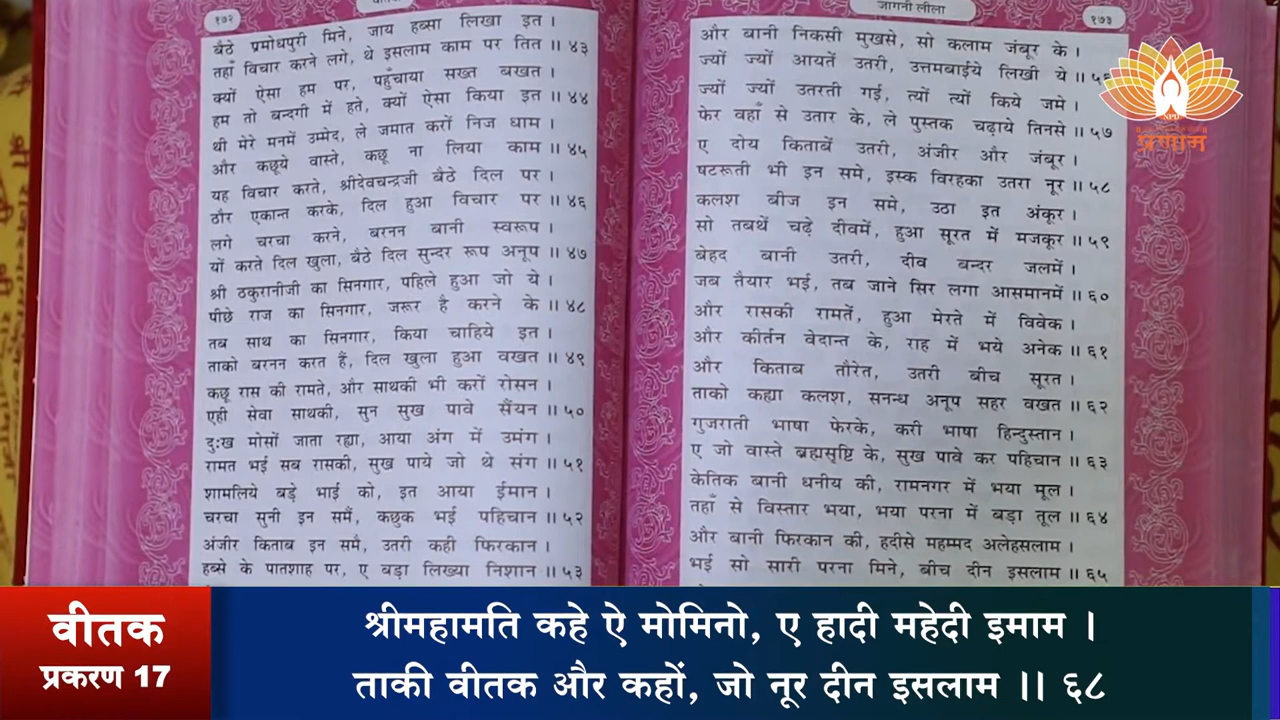 १७२
बैठे प्रमोधपुरी मिने, जाय हब्सा लिखा इत ।
तहाँ विचार करने लगे, थे इसलाम काम पर तित ॥ ४३
क्यों ऐसा हम पर, पहुँचाया सख्त बखत ।
हम तो बन्दगी में हते, क्यों ऐसा किया इत ॥ ४४
थी मेरे मनमें उम्मेद, ले जमात करों निज धाम ।
और कछूये वास्ते, कछू ना लिया काम ॥ ४५
यह विचार करते, श्रीदेवचन्द्रजी बैठे दिल पर ।
ठौर एकान्त करके, दिल हुआ विचार पर ॥ ४६
लगे चरचा करने, बरनन बानी स्वरूप ।
यों करते दिल खुला, बैठे दिल सुन्दर रूप अनूप ॥ ४७
श्री ठकुरानीजी का सिनगार, पहिले हुआ जो ये ।
पीछे राज का सिनगार, जरूर है करने के ॥ ४८
तब साथ का सिनगार, किया चाहिये इत ।
ताको बरनन करत हैं, दिल खुला हुआ वखत ॥ ४९
कछू रास की रामते, और साथकी भी करों रोसन ।
एही सेवा साथकी, सुन सुख पावे सैंयन ॥ ५०
दुःख मोसों जाता रह्या, आया अंग में उमंग ।
रामत भई सब रासकी, सुख पाये जो थे संग ॥ ५१
शामलिये बड़े भाई को, इत आया ईमान ।
चरचा सुनी इन समैं, कछुक भई पहिचान ॥ ५२
अंजीर किताब इन समै, उतरी कही फिरकान ।
हब्से के पातशाह पर, ए बड़ा लिख्या निशान ॥ ५३
जागनी लीला
१७३
और बानी निकसी मुखसे, सो कलाम जंबूर के ।
ज्यों ज्यों आयतें उतरी, उत्तमबाईये लिखी ये ॥
ज्यों ज्यों उतरती गई, त्यों त्यों किये जमे ।
फेर वहाँ से उतार के, ले पुस्तक चढ़ाये तिनसे ॥ ५७
ए दोय किताबें उतरी, अंजीर और जंबूर ।
षटरूती भी इन समे, इस्क विरहका उतरा नूर ॥ ५८
कलश बीज इन समे, उठा इत अंकूर ।
सो तबथें चढ़े दीवमें, हुआ सूरत में मजकूर ॥ ५९
बेहद बानी उतरी, दीव बन्दर जलमें ।
जब तैयार भई, तब जाने सिर लगा आसमानमें ॥ ६०
और रासकी रामतें, हुआ मेरते में विवेक ।
और कीर्तन वेदान्त के, राह में भये अनेक ॥ ६१
और किताब तौरेत, उतरी बीच सूरत ।
ताको कह्या कलश, सनन्ध अनूप सहर वखत ॥ ६२
गुजराती भाषा फेरके, करी भाषा हिन्दुस्तान ।
ए जो वास्ते ब्रह्मसृष्टि के, सुख पावे कर पहिचान ॥ ६३
केतिक बानी धनीय की, रामनगर में भया मूल ।
तहाँ से विस्तार भया, भया परना में बड़ा तूल ॥ ६४
और बानी फिरकान की, हदीसे महम्मद अलेहसलाम ।
भई सो सारी परना मिने, बीच दीन इसलाम ॥ ६५
NPD
प्रणाम
वीतक
प्रकरण 17
श्रीमहामति कहे ऐ मोमिनो, ए हादी महेदी इमाम ।
ताकी वीतक और कहों, जो नूर दीन इसलाम ।। ६८